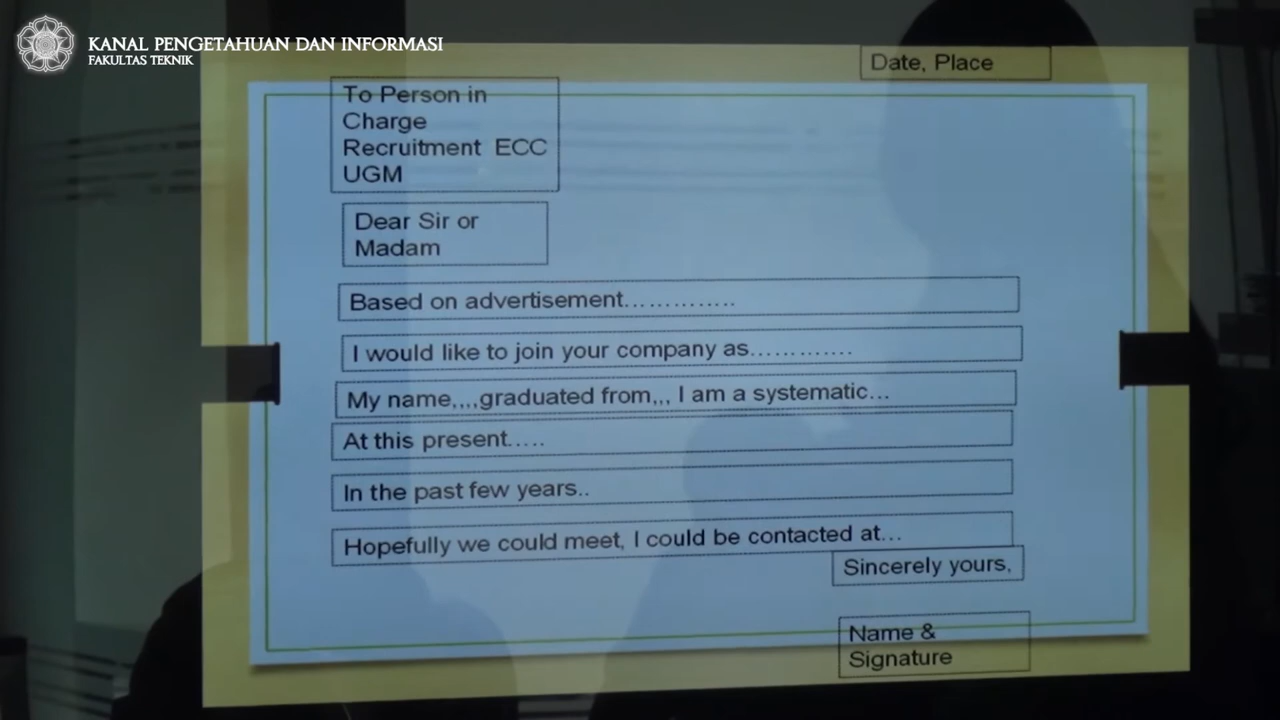 KANAL PENGETAHUAN DAN INFORMASI
FAKULTAS TEKNIK
Date, Place
To Person in
Charge
Recruitment ECC
UGM
Dear Sir or
Madam
Based on advertisement…………..
I would like to join your company as………….
My name,,,,graduated from,,, I am a systematic…
At this present…..
In the past few years..
Hopefully we could meet, I could be contacted at…
Sincerely yours,
Name &
Signature